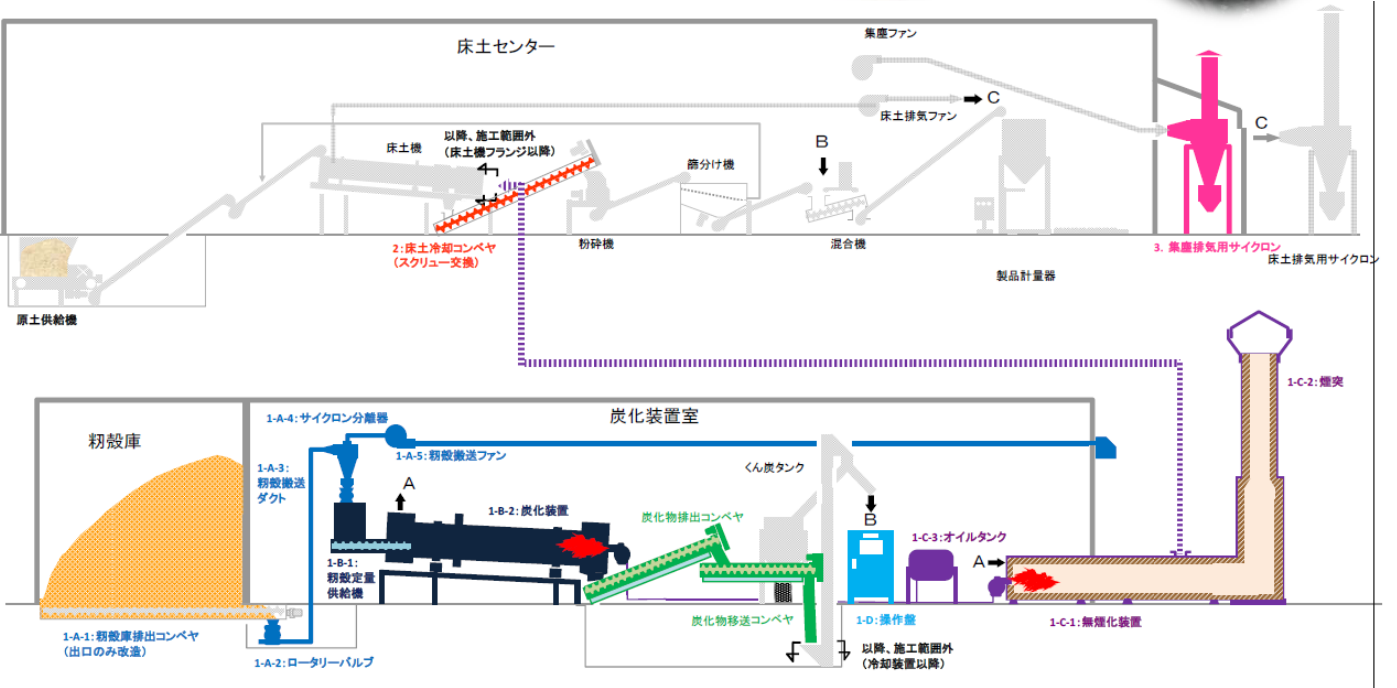 床土センター
集塵ファン
C
床土排気ファン
C
以降、施工範囲外
(床土機フランジ以降)
床土機
B
篩分け機
2:床土冷却コンベヤ
(スクリュー交換)
粉砕機
混合機
製品計量器
3. 集塵排気用サイクロン
床土排気用サイクロン
原土供給機
籾殻庫
炭化装置室
1-A-4:サイクロン分離器
1-A-5:籾殻搬送ファン
1-A-3:
籾殻搬送
ダクト
A
1-B-2:炭化装置
1-B-1:
籾殻定量
供給機
炭化物排出コンベヤ
くん炭タンク
B
1-C-3:オイルタンク
A
1-C-2:煙突
1-A-1:籾殻庫排出コンベヤ
(出口のみ改造)
1-A-2:ロータリーバルブ
炭化物移送コンベヤ
1-D:操作盤
1-C-1:無煙化装置
以降、施工範囲外
(冷却装置以降)